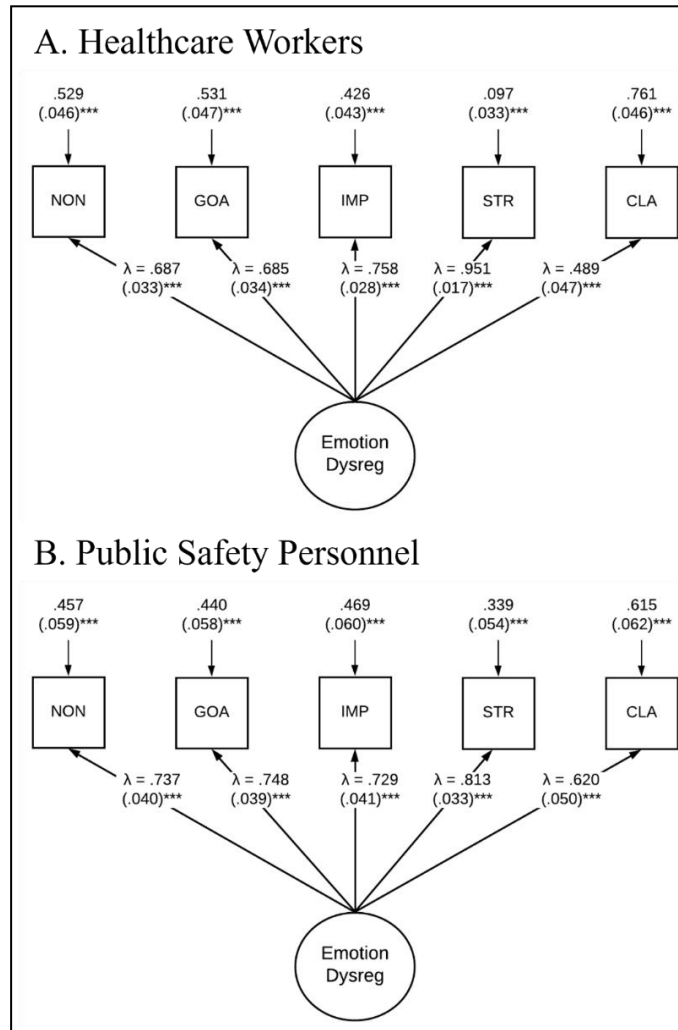 A. Healthcare Workers
.529 .531 .426 .097 .761
(.046)*** (.047)*** (.043)*** (.033)*** (.046)***
NON GOA IMP STR CLA
λ = .687 λ = .685 λ = .758 λ = .951 λ = .489
(.033)*** (.034)*** (.028)*** (.017)*** (.047)***
Emotion
Dysreg
B. Public Safety Personnel
.457 .440 .469 .339 .615
(.059)*** (.058)*** (.060)*** (.054)*** (.062)***
NON GOA IMP STR CLA
λ = .737 λ = .748 λ = .729 λ = .813 λ = .620
(.040)*** (.039)*** (.041)*** (.033)*** (.050)***
Emotion
Dysreg